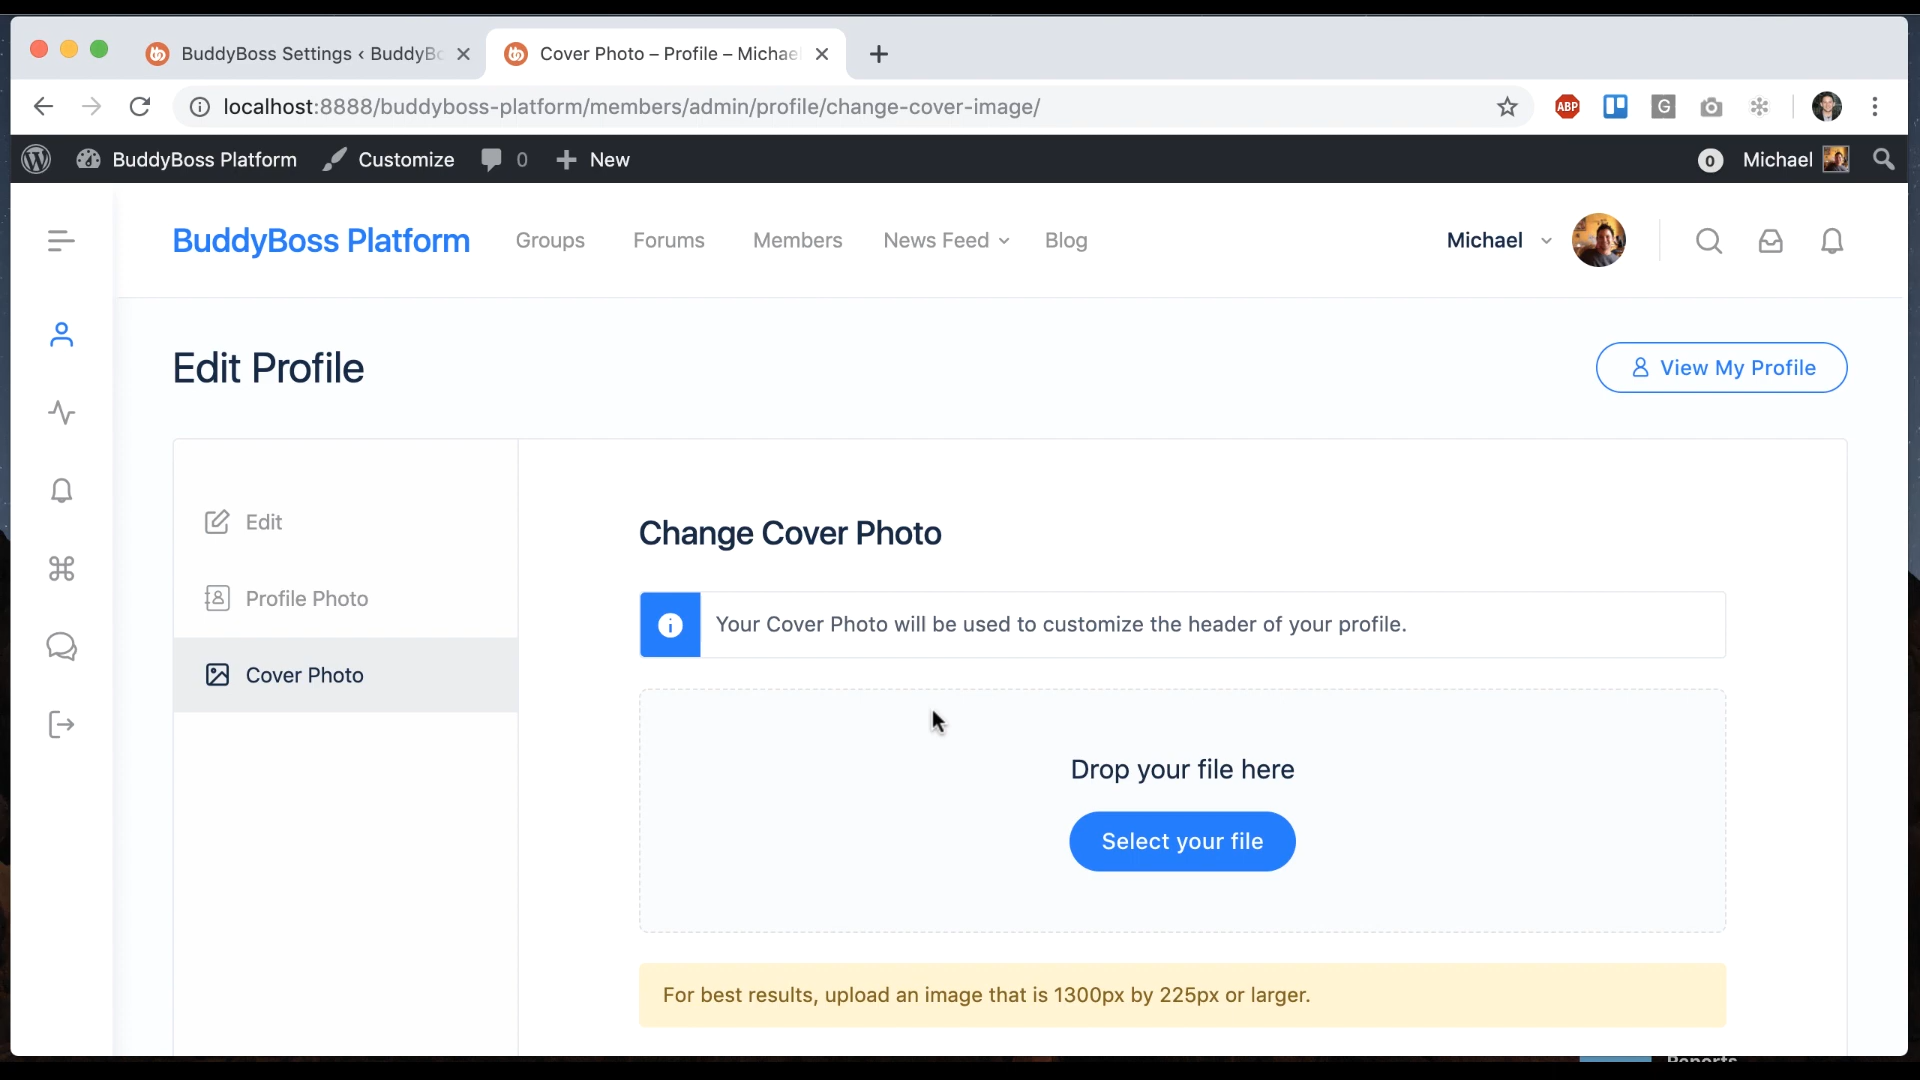 BuddyBoss Settings ‹ BuddyBo
Cover Photo – Profile – Michael
localhost:8888/buddyboss-platform/members/admin/profile/change-cover-image/
ABP
G
BuddyBoss Platform
Customize
0
New
0
Michael
BuddyBoss Platform
Groups
Forums
Members
News Feed
Blog
Michael
Edit Profile
View My Profile
Edit
Profile Photo
Cover Photo
Change Cover Photo
Your Cover Photo will be used to customize the header of your profile.
Drop your file here
Select your file
For best results, upload an image that is 1300px by 225px or larger.
Reports